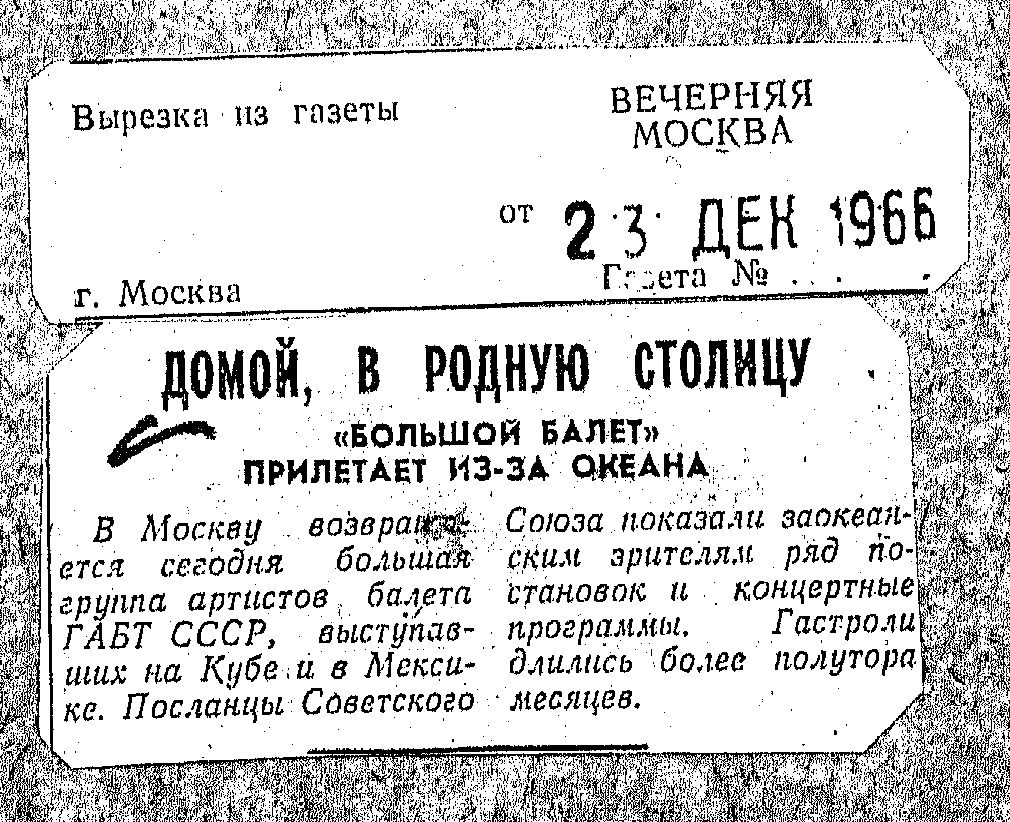 Вырезка из газеты
ВЕЧЕРНЯЯ
МОСКВА
от 23 ДЕК 1966
г. Москва
Газета № . . .
ДОМОЙ, В РОДНУЮ СТОЛИЦУ
«БОЛЬШОЙ БАЛЕТ»
ПРИЛЕТАЕТ ИЗ-ЗА ОКЕАНА
В Москву возвраща-
ется сегодня большая
группа артистов балета
ГАБТ СССР, выступав-
ших на Кубе и в Мекси-
ке. Посланцы Советского
Союза показали заокеан-
ским зрителям ряд по-
становок и концертные
программы. Гастроли
длились более полутора
месяцев.